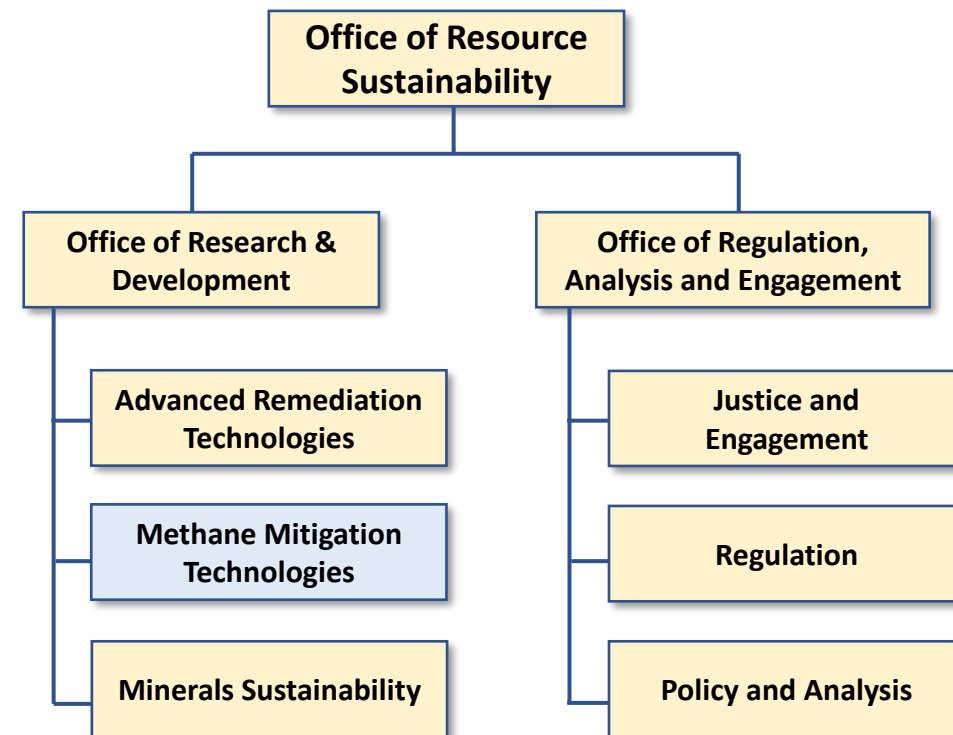 Office of Resource
Sustainability
Office of Research &
Development
Office of Regulation,
Analysis and Engagement
Advanced Remediation
Technologies
Justice and
Engagement
Methane Mitigation
Technologies
Regulation
Minerals Sustainability
Policy and Analysis